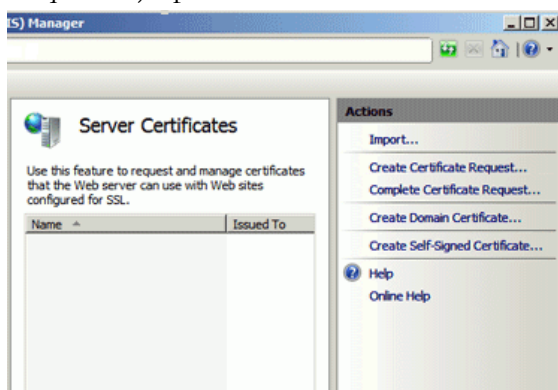 IS) Manager
Server Certificates
Use this feature to request and manage certificates
that the Web server can use with Web sites
configured for SSL.
Name
Issued To
Actions
Import...
Create Certificate Request...
Complete Certificate Request...
Create Domain Certificate...
Create Self-Signed Certificate...
Help
Online Help